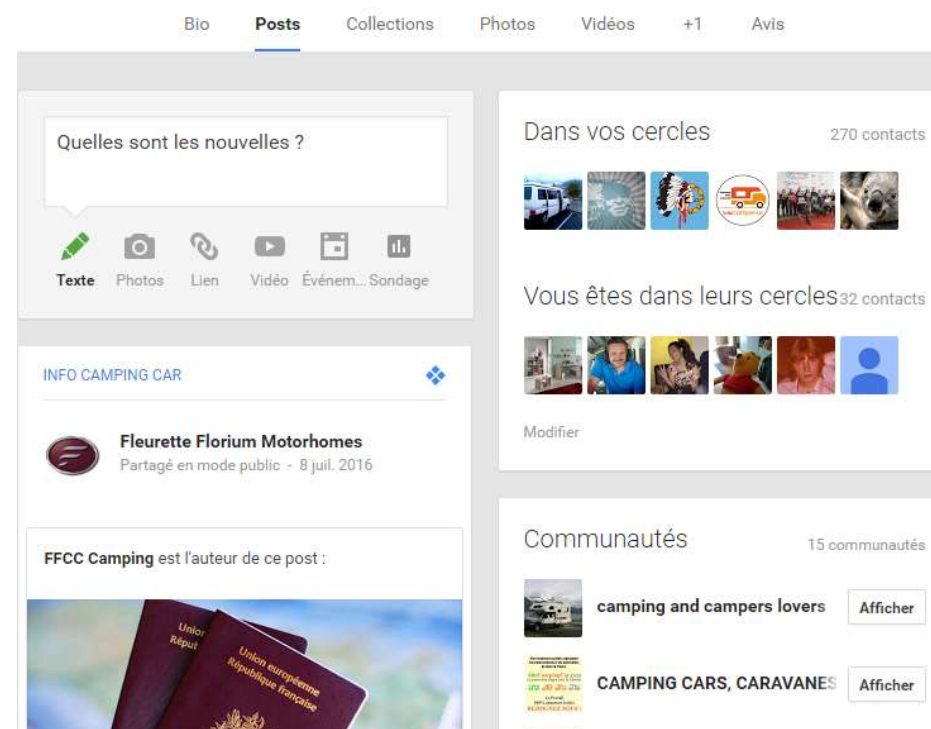 Bio Posts Collections Photos Vidéos +1 Avis
Quelles sont les nouvelles ?
Texte Photos Lien Vidéo Événem... Sondage
INFO CAMPING CAR
Fleurette Florium Motorhomes
Partagé en mode public - 8 juil. 2016
FFCC Camping est l'auteur de ce post :
Union
Républ
Union européenne
République française
Dans vos cercles 270 contacts
Vous êtes dans leurs cercles 32 contacts
Modifier
Communautés 15 communautés
camping and campers lovers Afficher
CAMPING CARS, CARAVANES Afficher